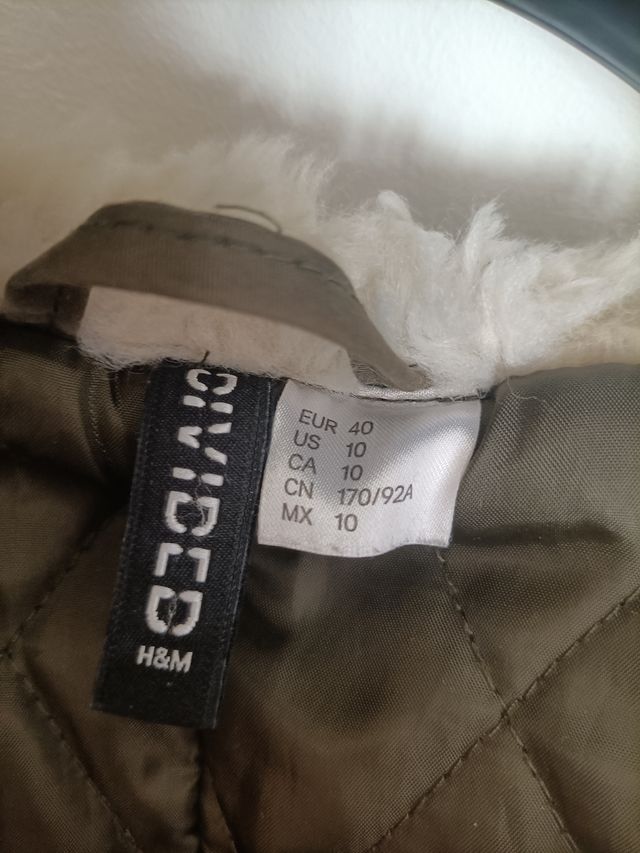 DIVIDED
H&M
EUR 40
US 10
CA 10
CN 170/92A
MX 10